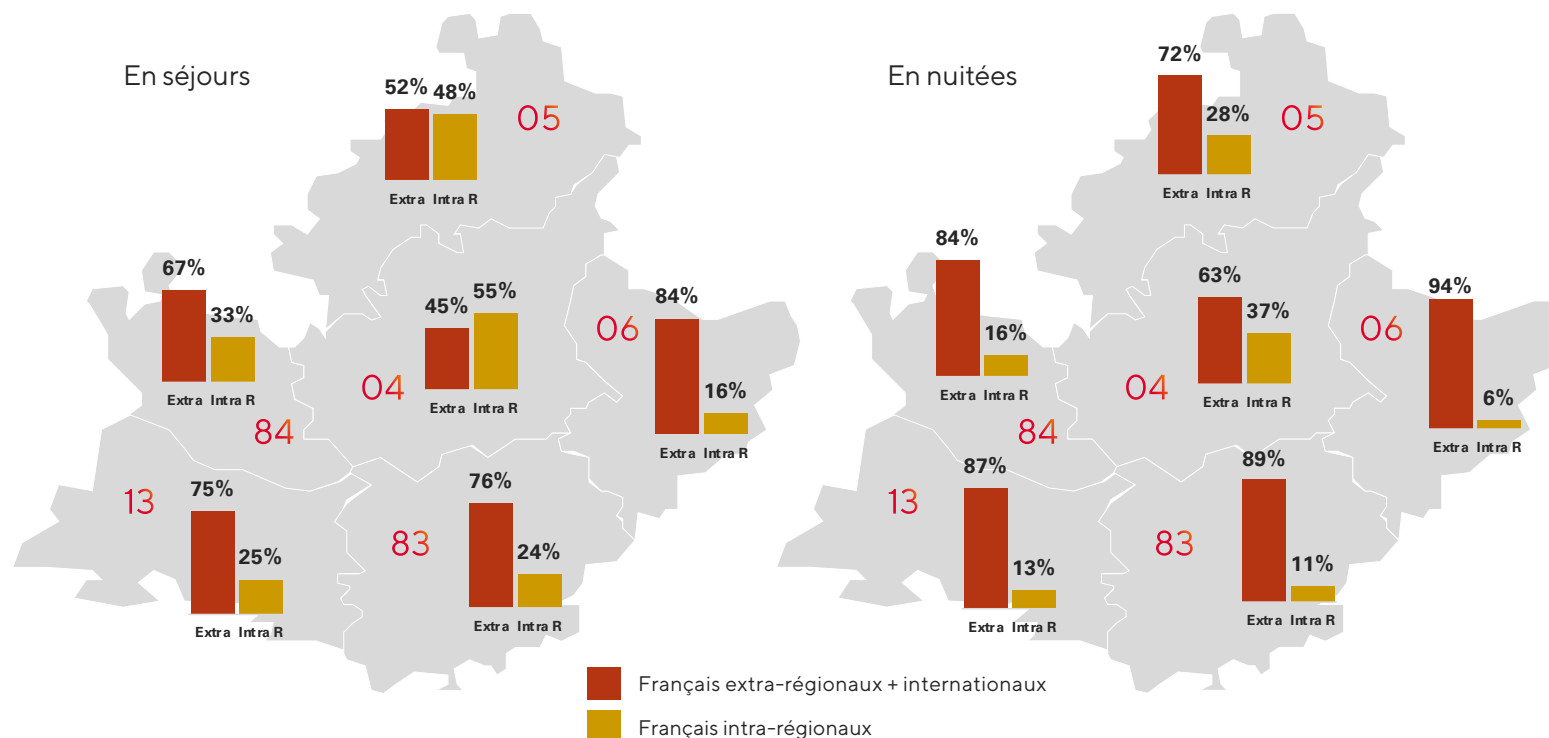 En séjours
52% 48%
05
Extra Intra R
67%
33%
Extra Intra R
84
45%
55%
04
Extra Intra R
84%
06
16%
Extra Intra R
75%
13
25%
Extra Intra R
76%
83
24%
Extra Intra R
En nuitées
72%
28%
05
Extra Intra R
84%
16%
Extra Intra R
84
63%
37%
04
Extra Intra R
94%
06
6%
Extra Intra R
87%
13
13%
Extra Intra R
89%
83
11%
Extra Intra R
Français extra-régionaux + internationaux
Français intra-régionaux